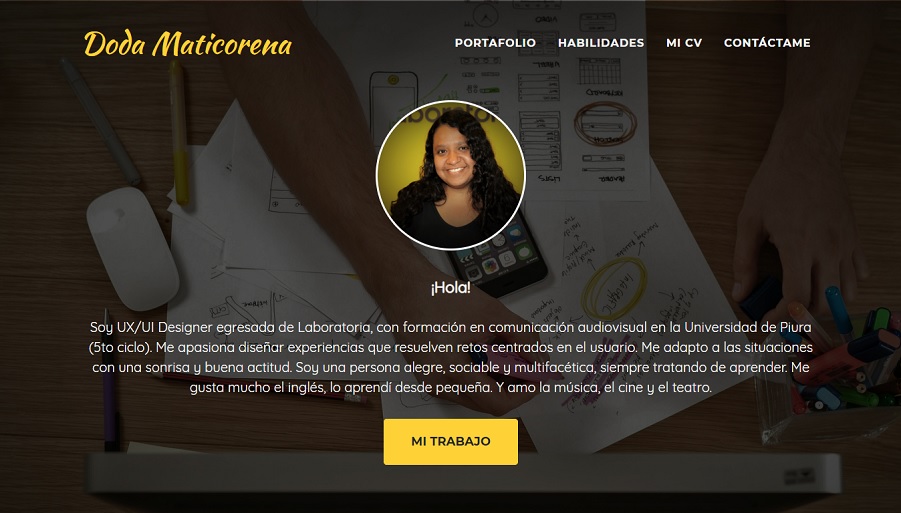 Doda Maticorena
PORTAFOLIO HABILIDADES MI CV CONTÁCTAME
¡Hola!
Soy UX/UI Designer egresada de Laboratoria, con formación en comunicación audiovisual en la Universidad de Piura
(5to ciclo). Me apasiona diseñar experiencias que resuelven retos centrados en el usuario. Me adapto a las situaciones
con una sonrisa y buena actitud. Soy una persona alegre, sociable y multifacética, siempre tratando de aprender. Me
gusta mucho el inglés, lo aprendí desde pequeña. Y amo la música, el cine y el teatro.
MI TRABAJO
VIDEO
LISTS